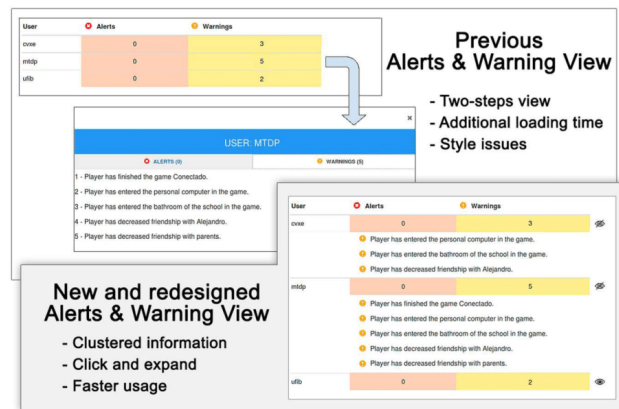 User Alerts Warnings
cvxe 0 3
mtdp 0 5
ufib 0 2
Previous
Alerts & Warning View
- Two-steps view
- Additional loading time
- Style issues
×
USER: MTDP
ALERTS (0) WARNINGS (5)
1 - Player has finished the game Conectado.
2 - Player has entered the personal computer in the game.
3 - Player has entered the bathroom of the school in the game.
4 - Player has decreased friendship with Alejandro.
5 - Player has decreased friendship with parents.
New and redesigned
Alerts & Warning View
- Clustered information
- Click and expand
- Faster usage
User Alerts Warnings
cvxe 0 3
Player has entered the personal computer in the game.
Player has entered the bathroom of the school in the game.
Player has decreased friendship with Alejandro.
mtdp 0 5
Player has finished the game Conectado.
Player has entered the personal computer in the game.
Player has entered the bathroom of the school in the game.
Player has decreased friendship with Alejandro.
Player has decreased friendship with parents.
ufib 0 2